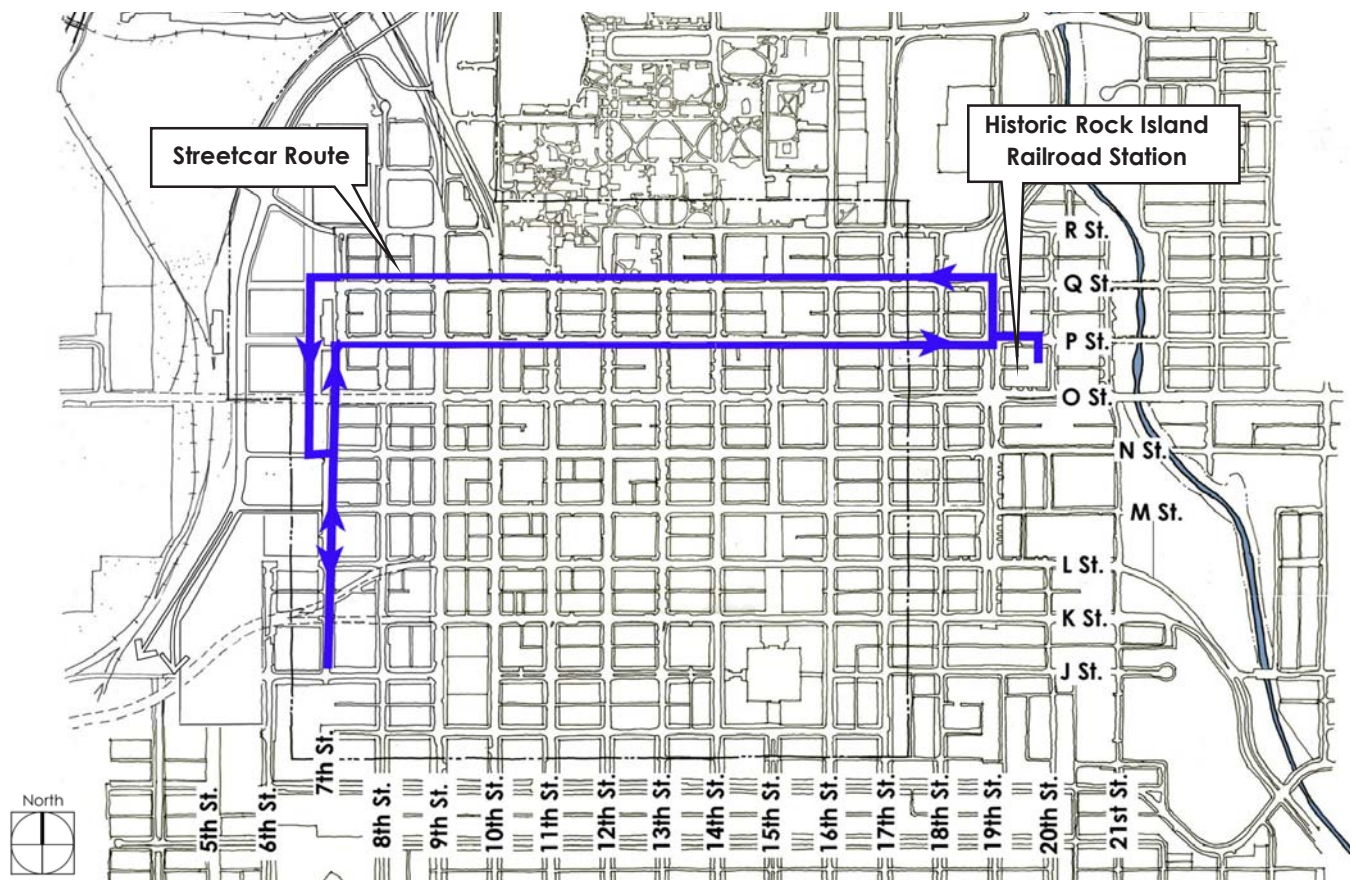 Streetcar Route
Historic Rock Island
Railroad Station
R St.
Q St.
P St.
O St.
N St.
M St.
L St.
K St.
J St.
5th St.
6th St.
7th St.
8th St.
9th St.
10th St.
11th St.
12th St.
13th St.
14th St.
15th St.
16th St.
17th St.
18th St.
19th St.
20th St.
21st St.
North